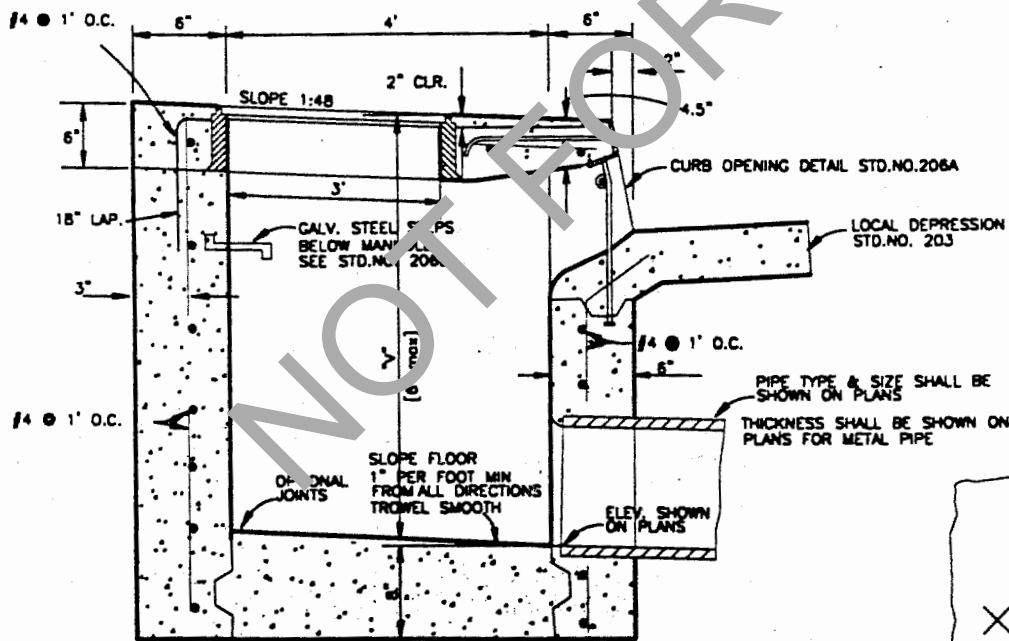 #4 @ 1' O.C.
6"
4'
6"
2" CLR.
2"
4.5"
SLOPE 1:48
6"
CURB OPENING DETAIL STD.NO.206A
3'
18" LAP.
GALV. STEEL
BELOW
SEE STD.NO.
LOCAL DEPRESSION
STD.NO. 203
3"
"V"
#4 @ 1' O.C.
6"
PIPE TYPE & SIZE SHALL BE
SHOWN ON PLANS
#4 @ 1' O.C.
THICKNESS SHALL BE SHOWN ON
PLANS FOR METAL PIPE
SLOPE FLOOR
1" PER FOOT MIN
FROM ALL DIRECTIONS
TROWEL SMOOTH
JOINTS
ELEV. SHOWN
ON PLANS
NOT FOR